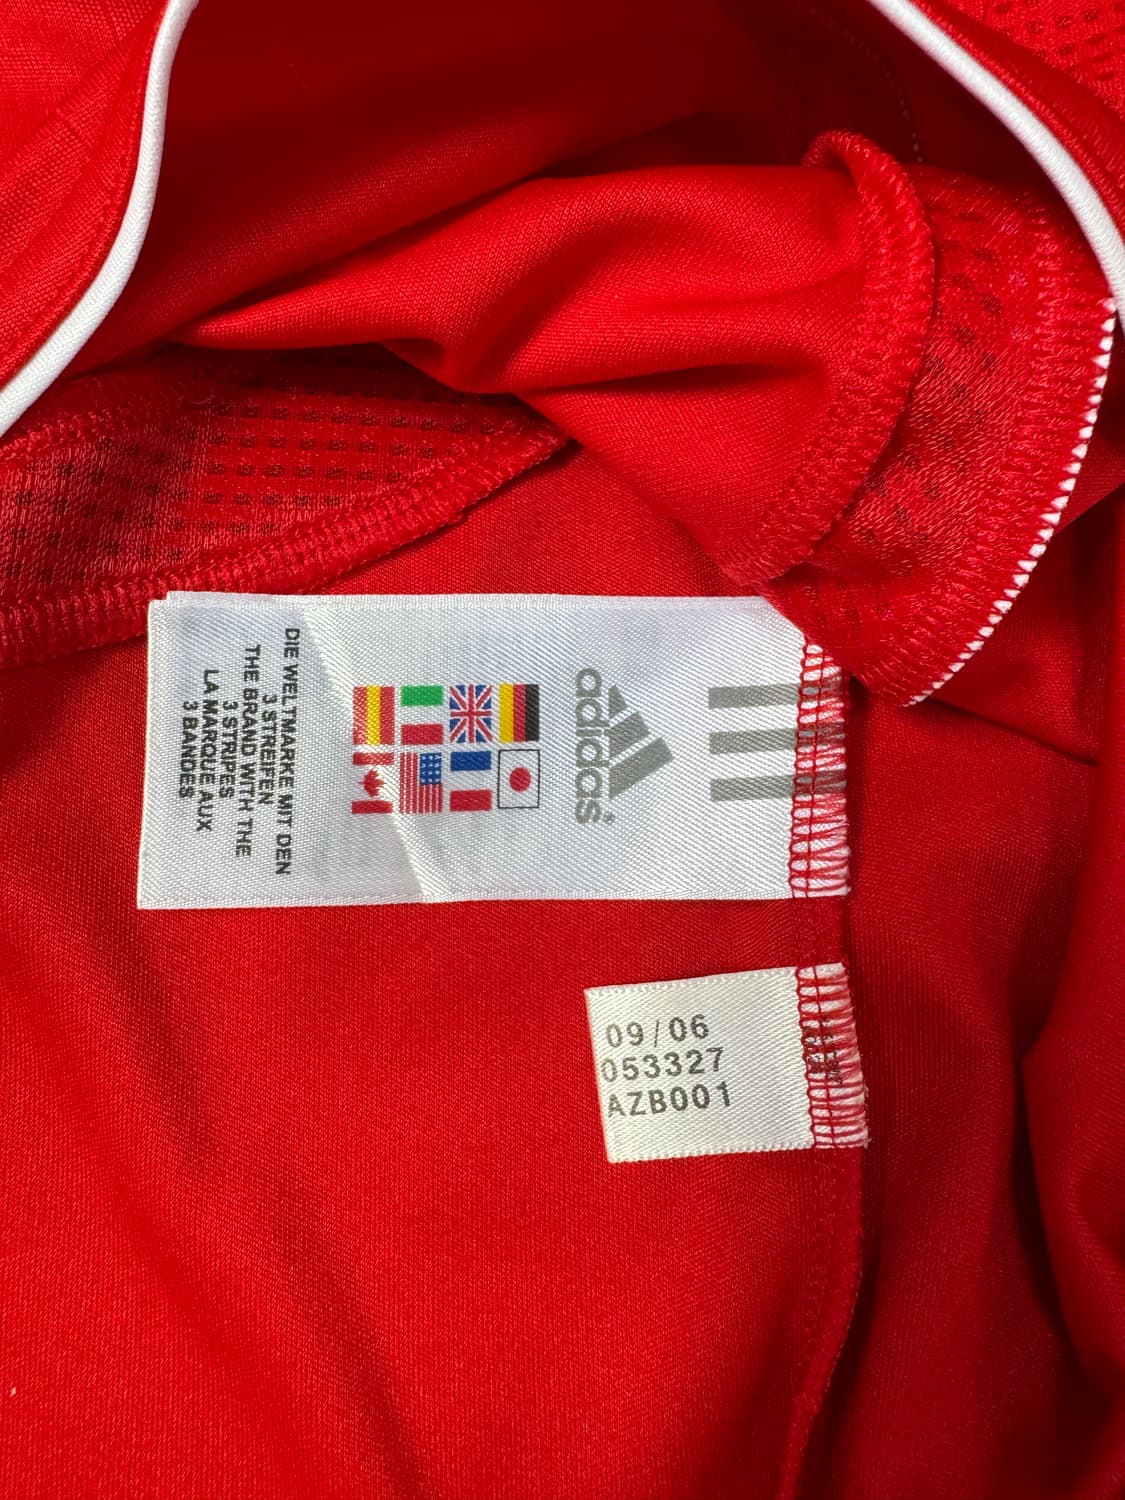 adidas
DIE WELTMARKE MIT DEN
3 STREIFEN
THE BRAND WITH THE
3 STRIPES
LA MARQUE AUX
3 BANDES
09/06
053327
AZB001